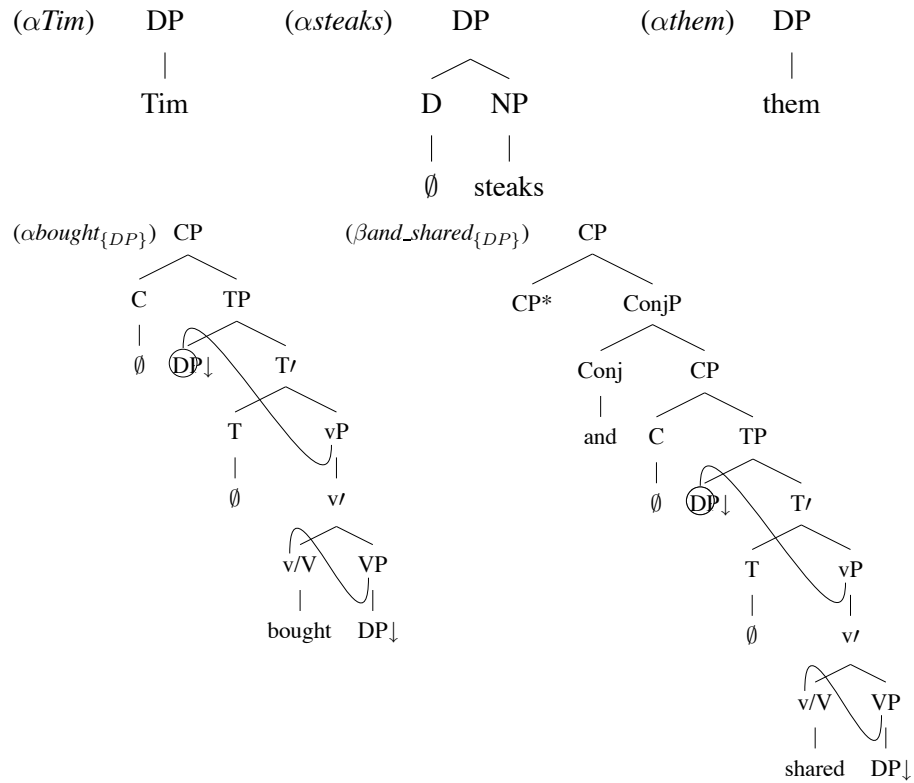 (αTim) DP (αsteaks) DP (αthem) DP
Tim D NP them
∅ steaks
(αbought{DP}) CP (βand_shared{DP}) CP
C TP CP* ConjP
∅ DP↓ T′ Conj CP
T vP and C TP
∅ v′ ∅ DP↓ T′
v/V VP T vP
bought DP↓ ∅ v′
v/V VP
shared DP↓